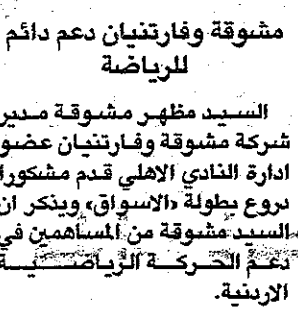 مشوقة وفارتنيان دعم دائم
للرياضة
السيد مظهر مشوقة مدير
شركة مشوقة وفارتنيان عضو
ادارة النادي الاهلي قدم مشكورا
دروع بطولة «الاسواق» ويذكر ان
السيد مشوقة من المساهمين في
دعم الحركة الرياضية
الاردنية.